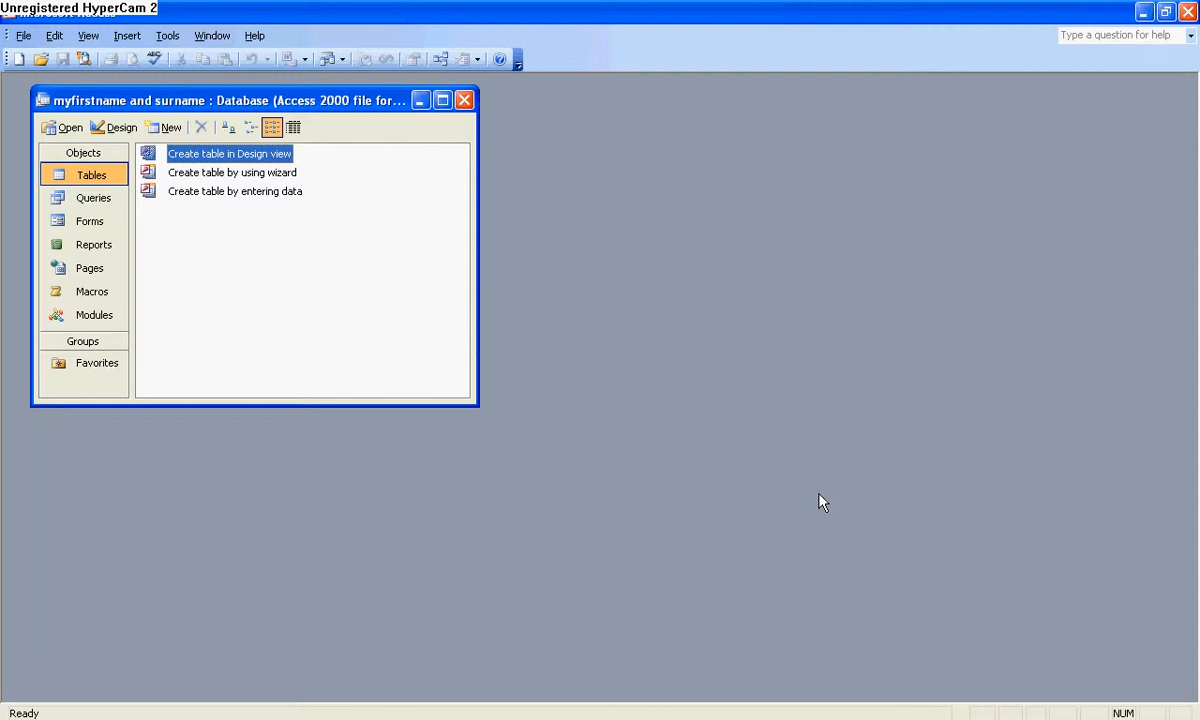 Unregistered HyperCam 2
File Edit View Insert Tools Window Help
Type a question for help
myfirstname and surname : Database (Access 2000 file for...
Open Design New
Objects
Tables
Queries
Forms
Reports
Pages
Macros
Modules
Groups
Favorites
Create table in Design view
Create table by using wizard
Create table by entering data
Ready
NUM